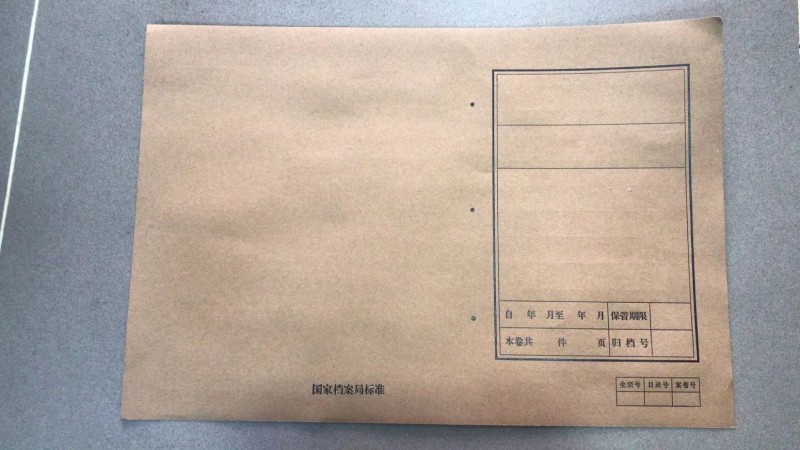 自 年 月至 年 月 保管期限
本卷共 件 页 归档号
国家档案局标准
全宗号 目录号 案卷号